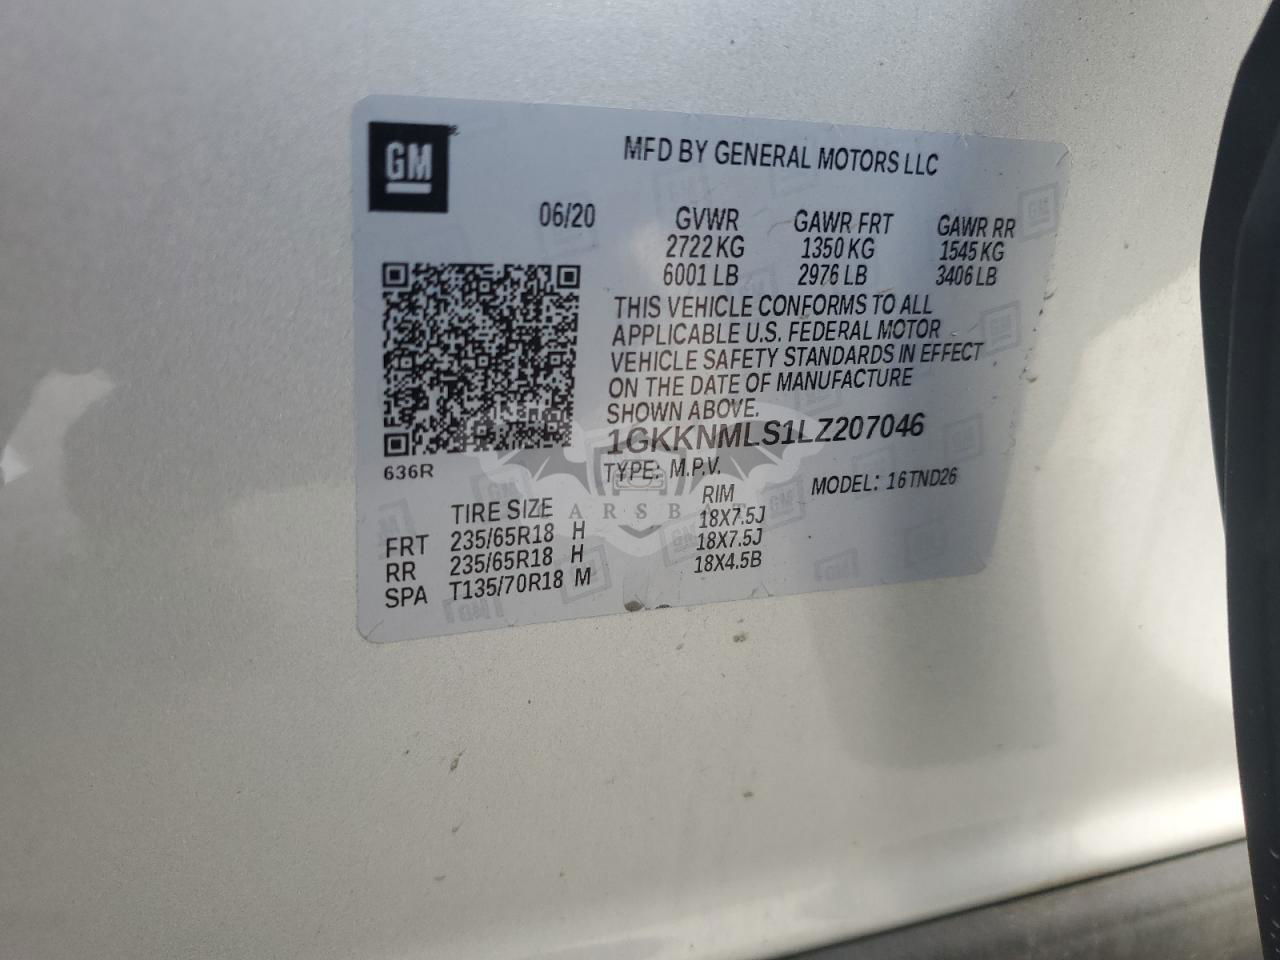 GM
MFD BY GENERAL MOTORS LLC
06/20
GVWR GAWR FRT GAWR RR
2722 KG 1350 KG 1545 KG
6001 LB 2976 LB 3406 LB
THIS VEHICLE CONFORMS TO ALL
APPLICABLE U.S. FEDERAL MOTOR
VEHICLE SAFETY STANDARDS IN EFFECT
ON THE DATE OF MANUFACTURE
SHOWN ABOVE.
1GKKNMLS1LZ207046
636R
TYPE: M.P.V. MODEL: 16TND26
TIRE SIZE RIM
FRT 235/65R18 H 18X7.5J
RR 235/65R18 H 18X7.5J
SPA T135/70R18 M 18X4.5B
CARSBAT